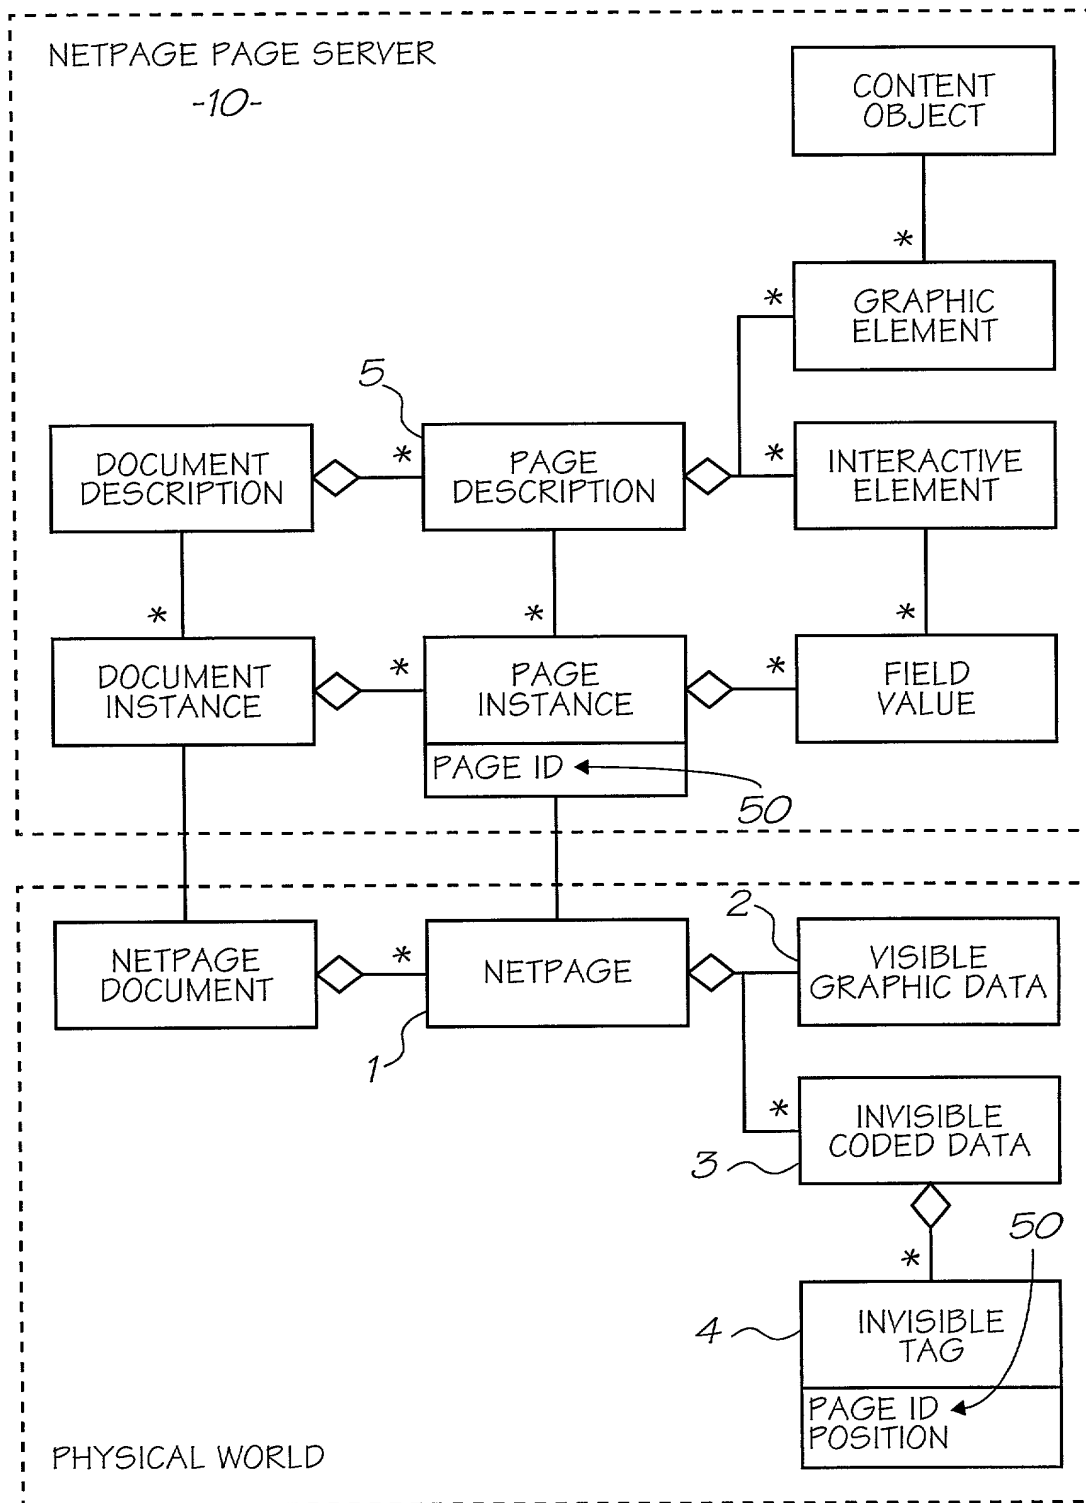 NETPAGE PAGE SERVER
-10-
CONTENT
OBJECT
*
*
GRAPHIC
ELEMENT
5
DOCUMENT
DESCRIPTION
*
PAGE
DESCRIPTION
*
INTERACTIVE
ELEMENT
*
*
*
DOCUMENT
INSTANCE
*
PAGE
INSTANCE
*
FIELD
VALUE
PAGE ID
50
NETPAGE
DOCUMENT
*
NETPAGE
1
2
VISIBLE
GRAPHIC DATA
*
INVISIBLE
CODED DATA
3
*
50
4
INVISIBLE
TAG
PAGE ID
POSITION
PHYSICAL WORLD